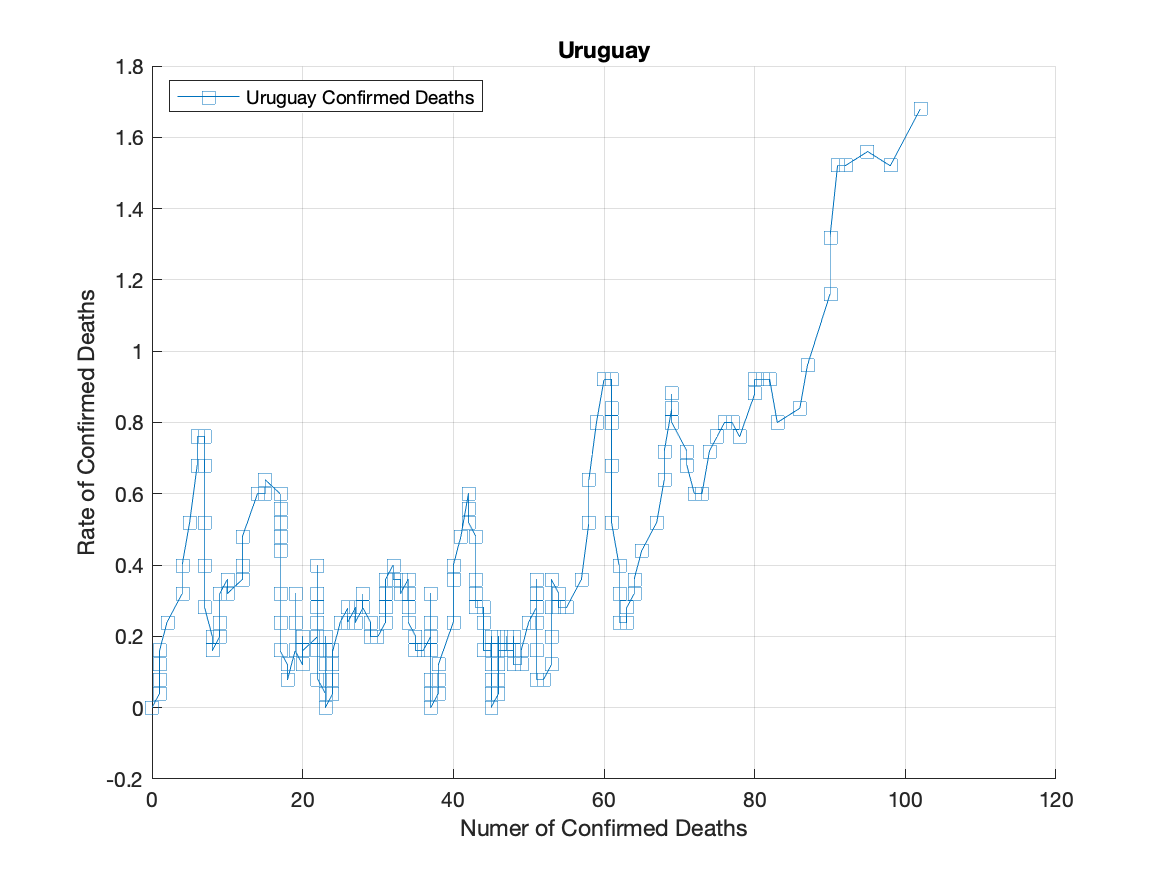 Uruguay
Uruguay Confirmed Deaths
1.8
1.6
1.4
1.2
1
0.8
0.6
0.4
0.2
0
-0.2
Rate of Confirmed Deaths
0 20 40 60 80 100 120
Numer of Confirmed Deaths